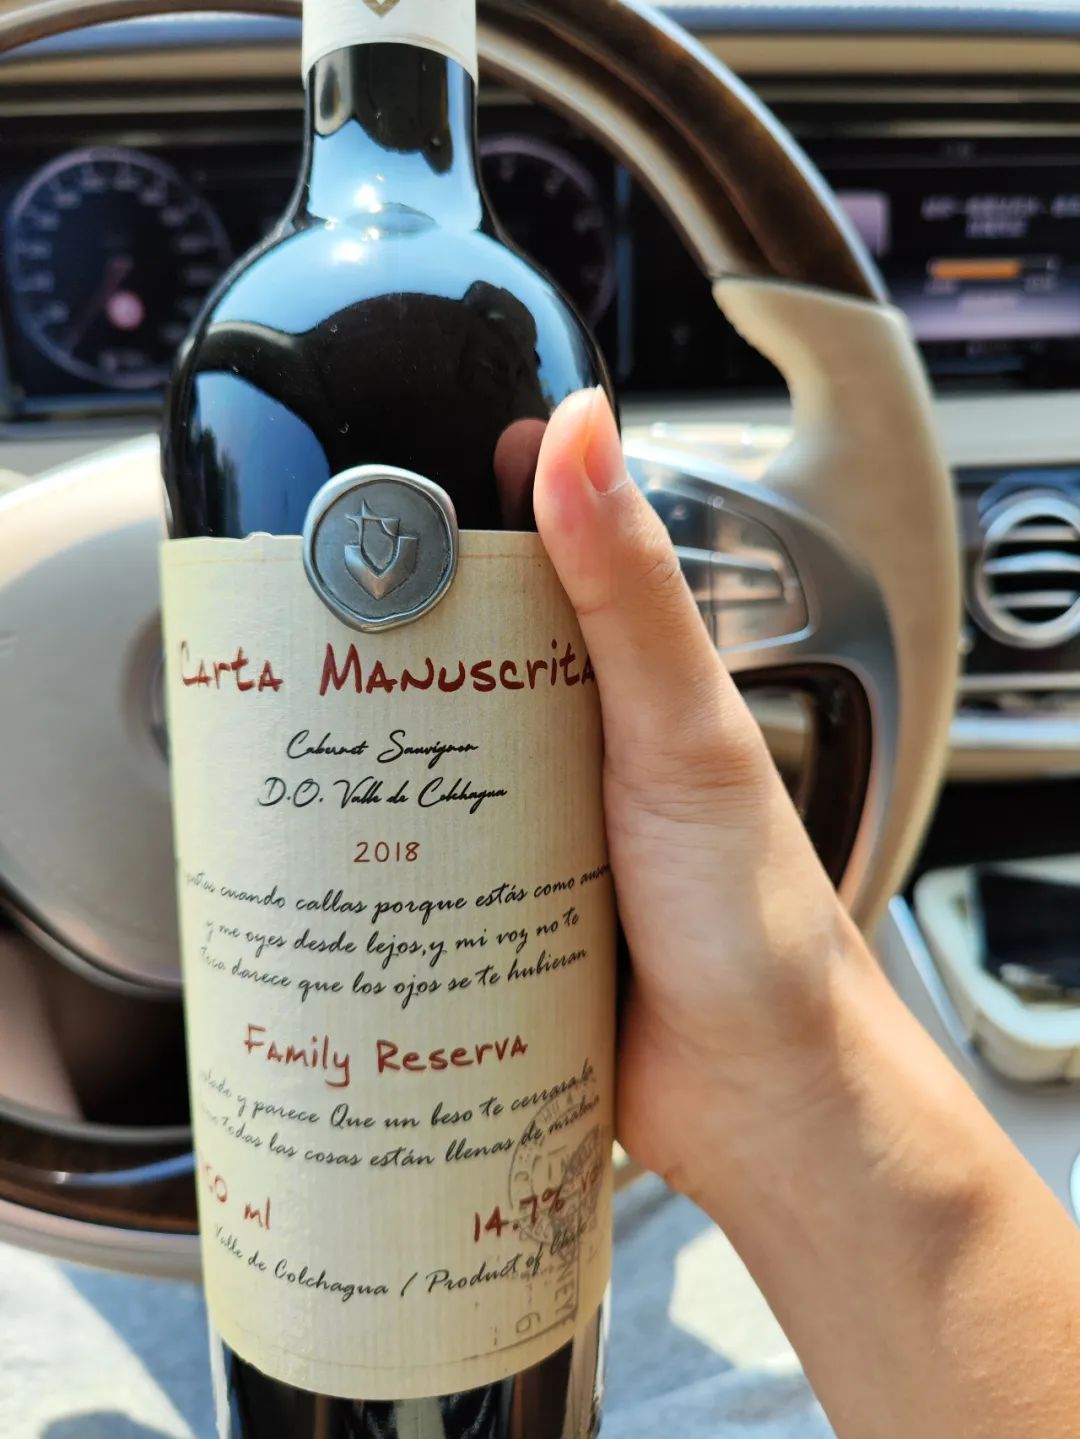 Carta Manuscrita
Cabernet Sauvignon
D.O. Valle de Colchagua
2018
cuando callas porque estás como
y me oyes desde lejos, y mi voz no te
darece que los ojos se te hubieran
Family Reserva
y parece Que un beso te cerrara la
todas las cosas están llenas de
ml
14.7%
Valle de Colchagua / Product of